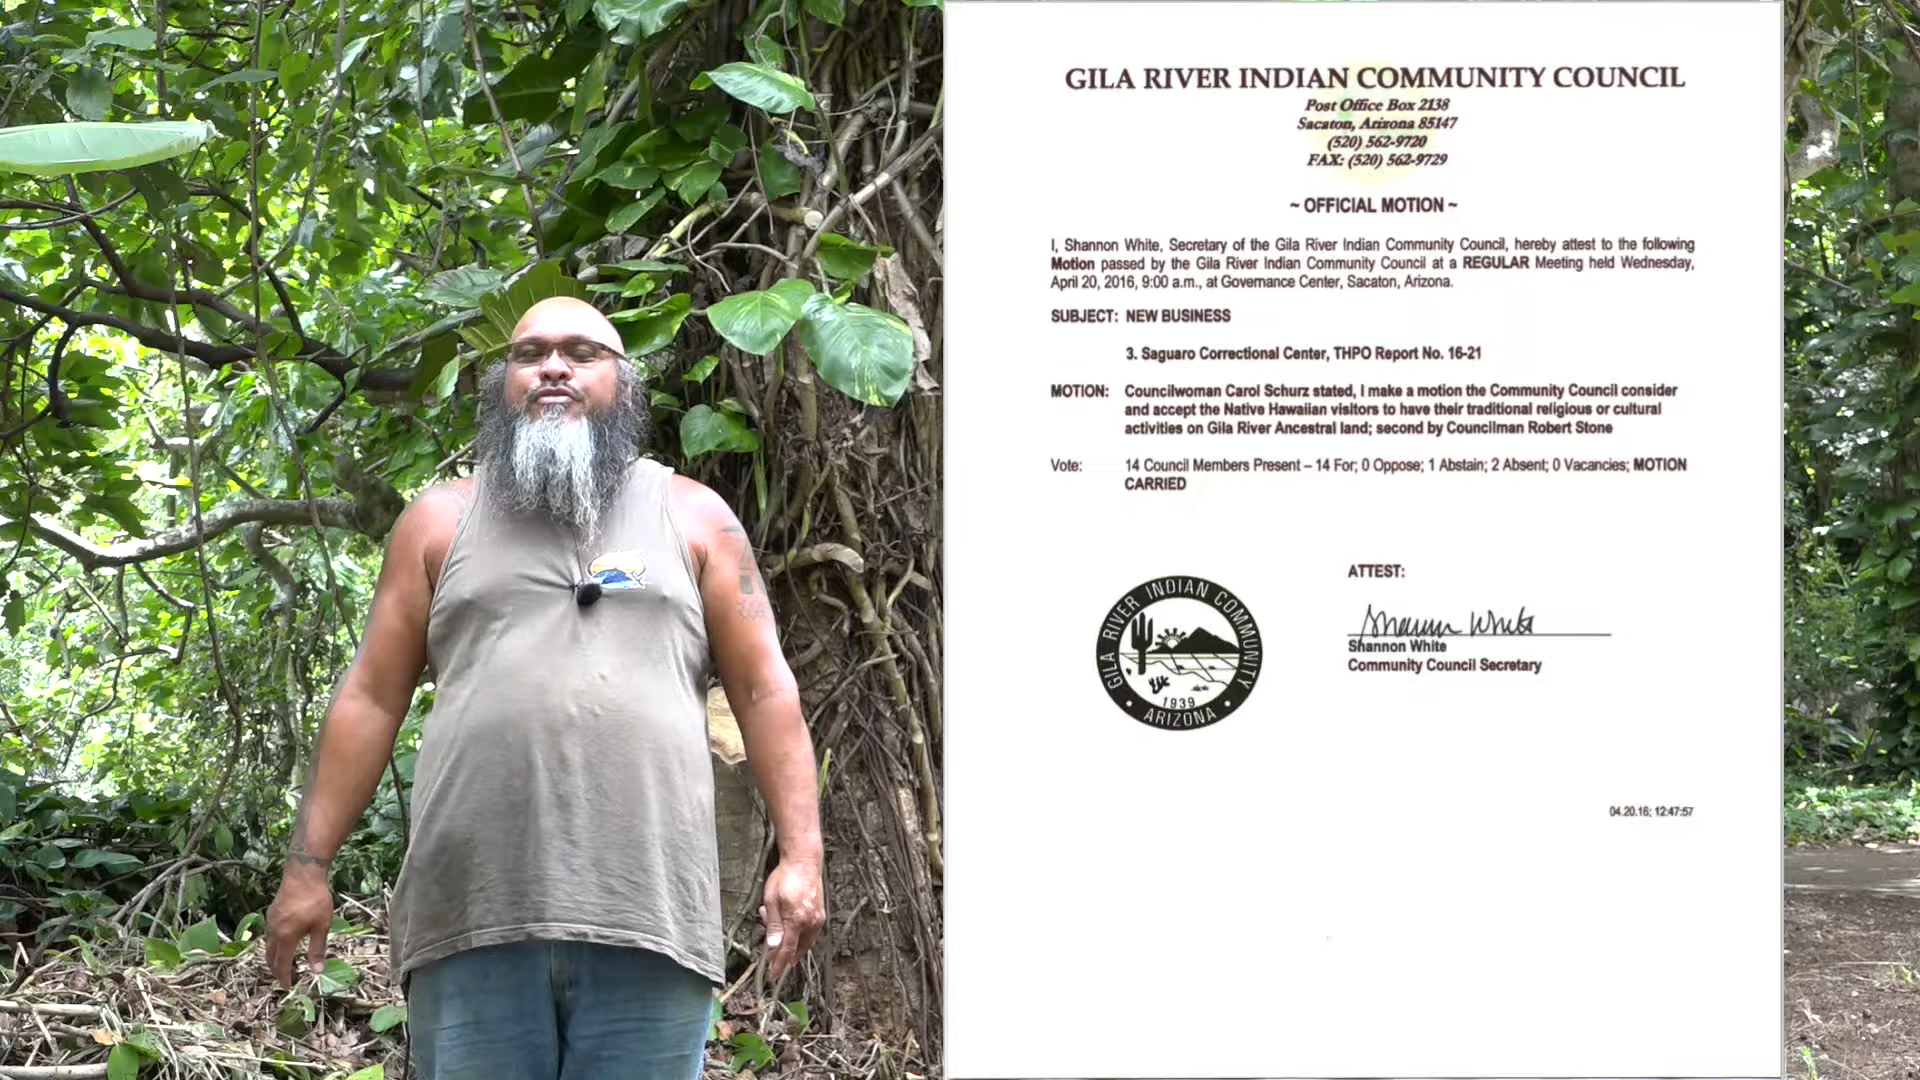 GILA RIVER INDIAN COMMUNITY COUNCIL
Post Office Box 2138
Sacaton, Arizona 85147
(520) 562-9720
FAX: (520) 562-9729
~ OFFICIAL MOTION ~
I, Shannon White, Secretary of the Gila River Indian Community Council, hereby attest to the following
Motion passed by the Gila River Indian Community Council at a REGULAR Meeting held Wednesday,
April 20, 2016, 9:00 a.m., at Governance Center, Sacaton, Arizona.
SUBJECT: NEW BUSINESS
3. Saguaro Correctional Center, THPO Report No. 16-21
MOTION: Councilwoman Carol Schurz stated, I make a motion the Community Council consider
and accept the Native Hawaiian visitors to have their traditional religious or cultural
activities on Gila River Ancestral land; second by Councilman Robert Stone
Vote: 14 Council Members Present – 14 For; 0 Oppose; 1 Abstain; 2 Absent; 0 Vacancies; MOTION
CARRIED
ATTEST:
Shannon White
Shannon White
Community Council Secretary
GILA RIVER INDIAN COMMUNITY
1939
ARIZONA
04.20.16; 12:47:57